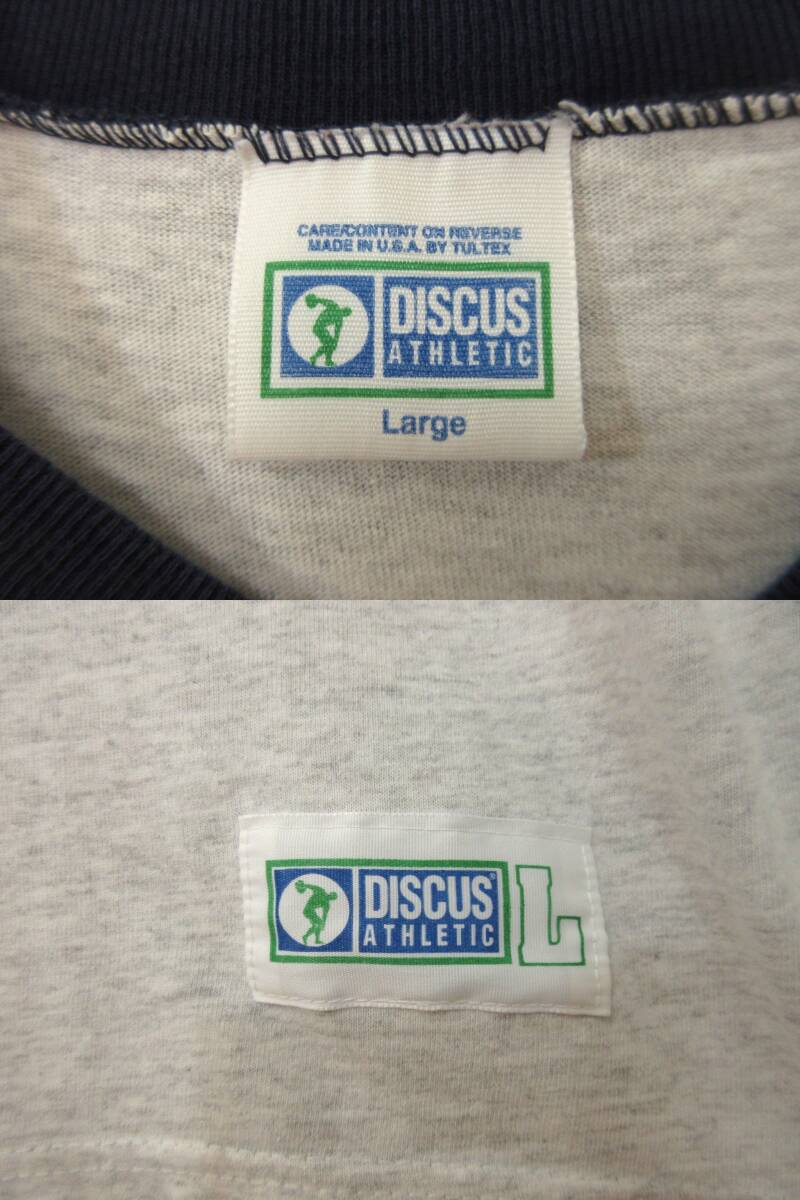 CARE/CONTENT ON REVERSE
MADE IN U.S.A. BY TULTEX
DISCUS
ATHLETIC
Large
DISCUS®
ATHLETIC
L